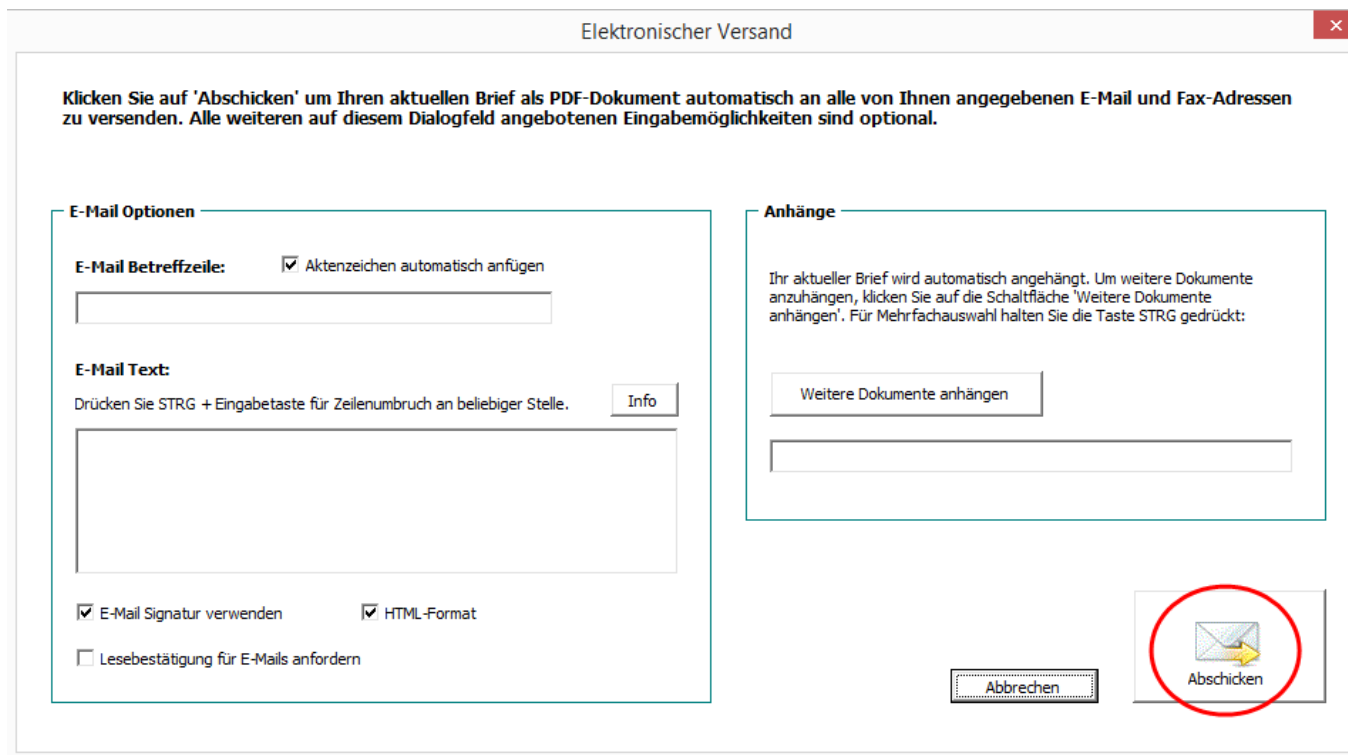 Elektronischer Versand
Klicken Sie auf 'Abschicken' um Ihren aktuellen Brief als PDF-Dokument automatisch an alle von Ihnen angegebenen E-Mail und Fax-Adressen
zu versenden. Alle weiteren auf diesem Dialogfeld angebotenen Eingabemöglichkeiten sind optional.
E-Mail Optionen
E-Mail Betreffzeile:
Aktenzeichen automatisch anfügen
E-Mail Text:
Drücken Sie STRG + Eingabetaste für Zeilenumbruch an beliebiger Stelle.
Info
E-Mail Signatur verwenden
HTML-Format
Lesebestätigung für E-Mails anfordern
Anhänge
Ihr aktueller Brief wird automatisch angehängt. Um weitere Dokumente
anzuhängen, klicken Sie auf die Schaltfläche 'Weitere Dokumente
anhängen'. Für Mehrfachauswahl halten Sie die Taste STRG gedrückt:
Weitere Dokumente anhängen
Abbrechen
Abschicken